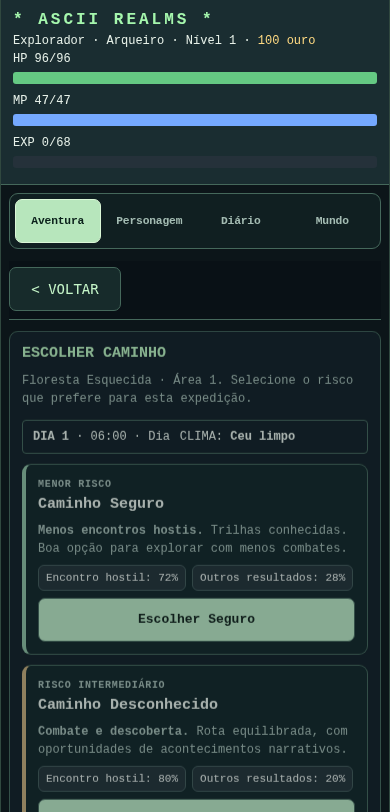 * ASCII REALMS *
Explorador · Arqueiro · Nível 1 · 100 ouro
HP 96/96
MP 47/47
EXP 0/68
Aventura Personagem Diário Mundo
< VOLTAR
ESCOLHER CAMINHO
Floresta Esquecida · Área 1. Selecione o risco
que prefere para esta expedição.
DIA 1 · 06:00 · Dia CLIMA: Ceu limpo
MENOR RISCO
Caminho Seguro
Menos encontros hostis. Trilhas conhecidas.
Boa opção para explorar com menos combates.
Encontro hostil: 72% Outros resultados: 28%
Escolher Seguro
RISCO INTERMEDIÁRIO
Caminho Desconhecido
Combate e descoberta. Rota equilibrada, com
oportunidades de acontecimentos narrativos.
Encontro hostil: 80% Outros resultados: 20%